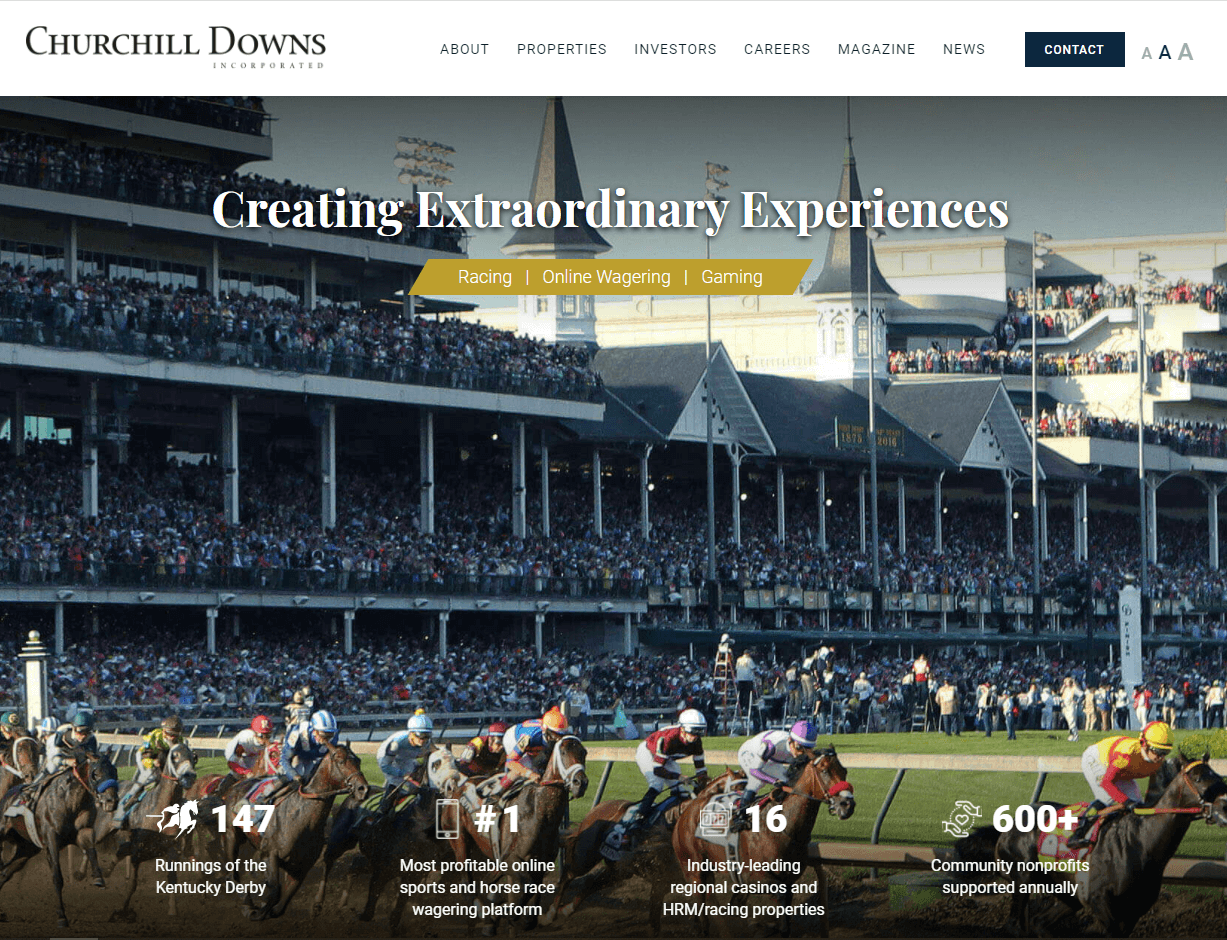 CHURCHILL DOWNS
INCORPORATED
ABOUT
PROPERTIES
INVESTORS
CAREERS
MAGAZINE
NEWS
CONTACT
A A A
Creating Extraordinary Experiences
Racing | Online Wagering | Gaming
1875
2016
FINISH
147
Runnings of the
Kentucky Derby
#1
Most profitable online
sports and horse race
wagering platform
16
Industry-leading
regional casinos and
HRM/racing properties
600+
Community nonprofits
supported annually